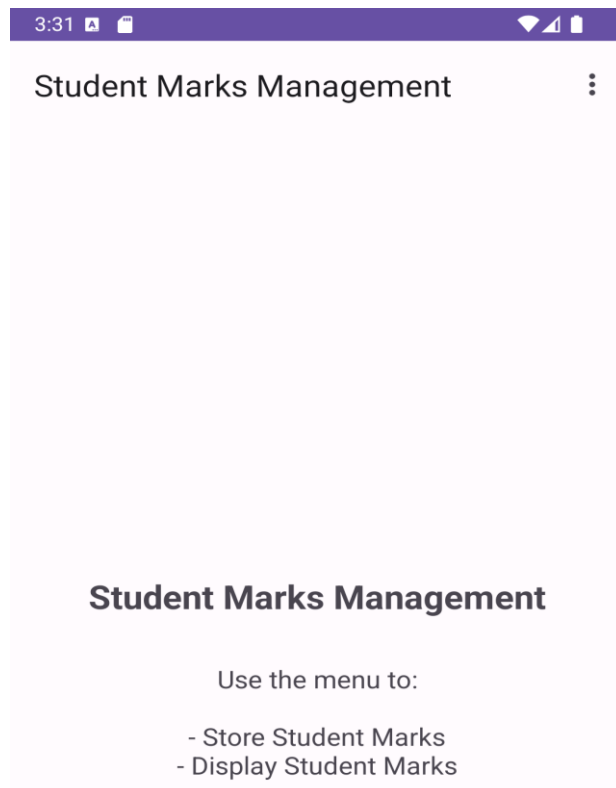 3:31
Student Marks Management
Student Marks Management
Use the menu to:
- Store Student Marks
- Display Student Marks